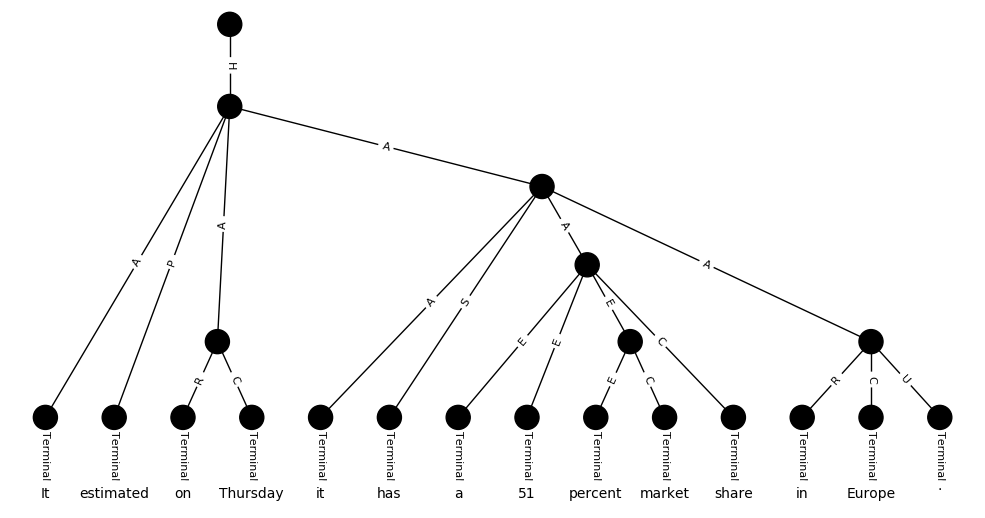 H
A
A P A
A S A A
E E E C
R C E C R C U
Terminal Terminal Terminal Terminal Terminal Terminal Terminal Terminal Terminal Terminal Terminal Terminal Terminal Terminal
It estimated on Thursday it has a 51 percent market share in Europe .